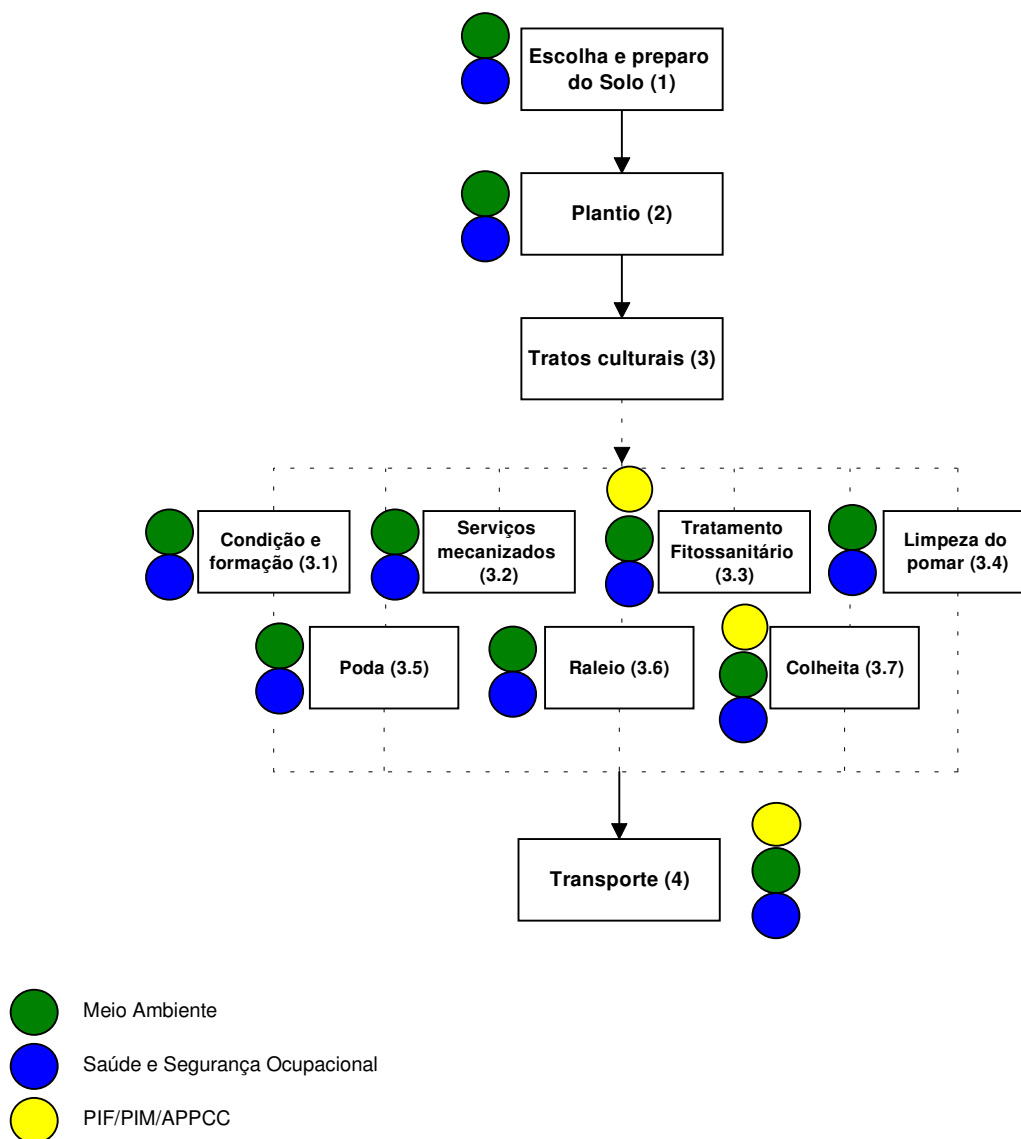 Escolha e preparo
do Solo (1)
Plantio (2)
Tratos culturais (3)
Condição e
formação (3.1)
Serviços
mecanizados
(3.2)
Tratamento
Fitossanitário
(3.3)
Limpeza do
pomar (3.4)
Poda (3.5)
Raleio (3.6)
Colheita (3.7)
Transporte (4)
Meio Ambiente
Saúde e Segurança Ocupacional
PIF/PIM/APPCC